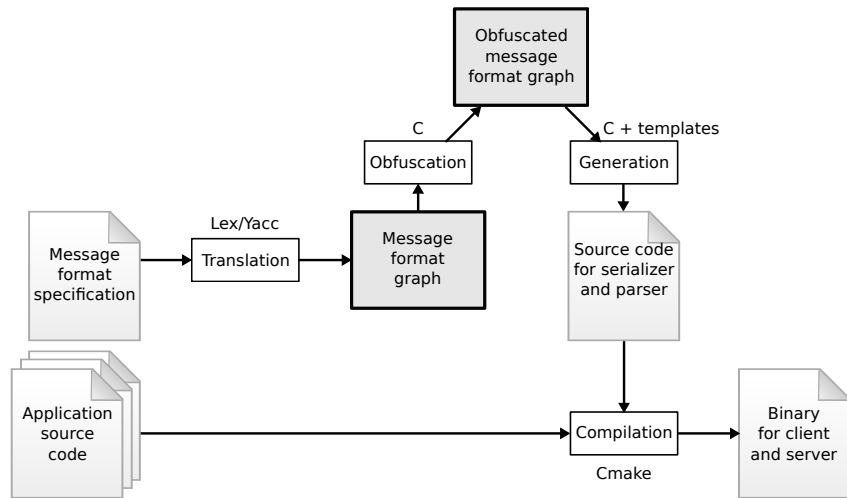 Obfuscated
message
format graph
C
C + templates
Obfuscation
Generation
Lex/Yacc
Message
format
specification
Translation
Message
format
graph
Source code
for serializer
and parser
Application
source
code
Compilation
Binary
for client
and server
Cmake